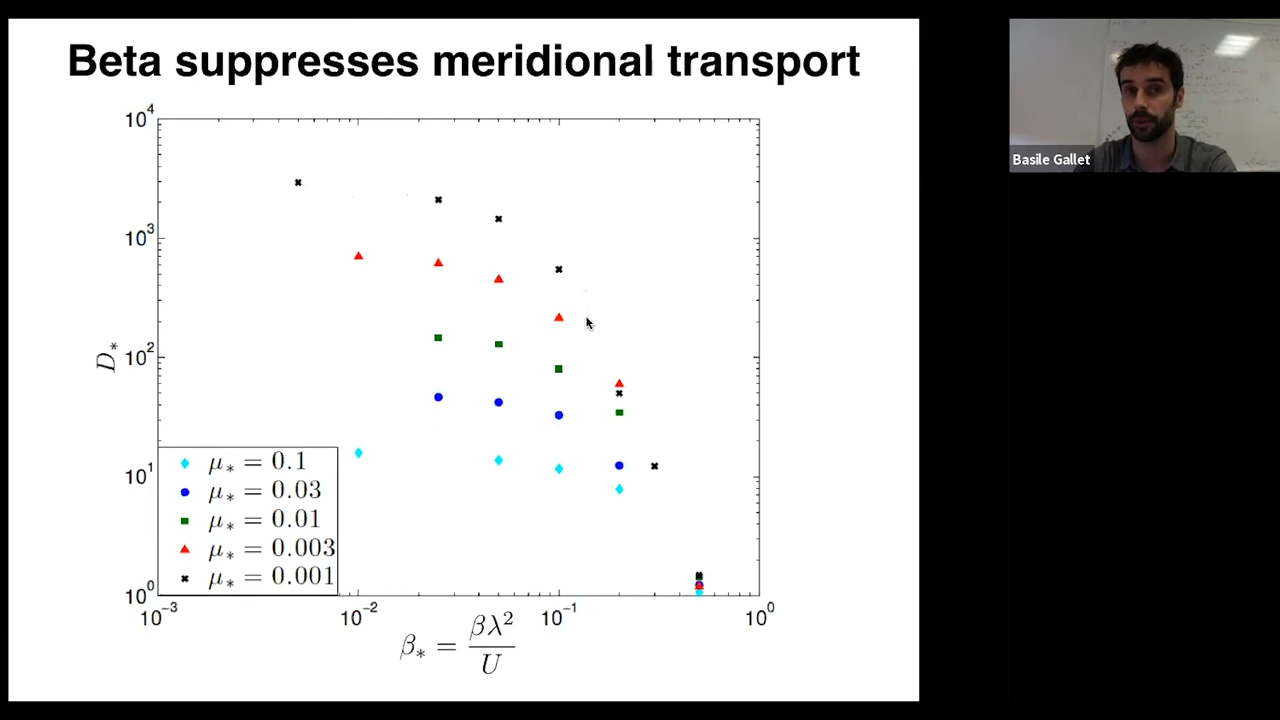 Beta suppresses meridional transport
Basile Gallet
10^4
10^3
10^2
10^1
10^0
D_*
μ_* = 0.1
μ_* = 0.03
μ_* = 0.01
μ_* = 0.003
μ_* = 0.001
10^−3 10^−2 10^−1 10^0
β_* = βλ^2 / U